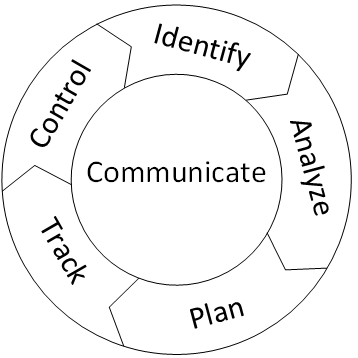 Identify
Analyze
Plan
Track
Control
Communicate